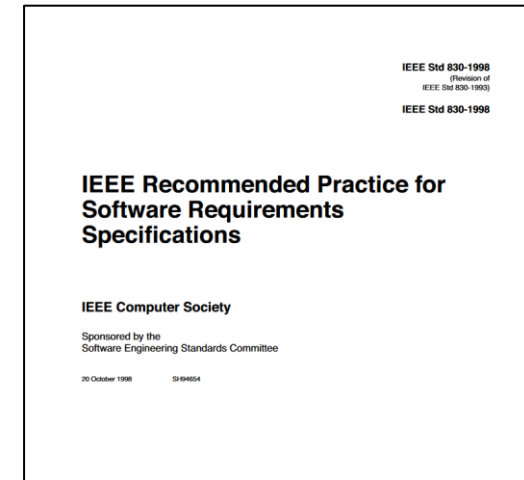 IEEE Std 830-1998
(Revision of
IEEE Std 830-1993)
IEEE Std 830-1998
IEEE Recommended Practice for
Software Requirements
Specifications
IEEE Computer Society
Sponsored by the
Software Engineering Standards Committee
20 October 1998 SH94654